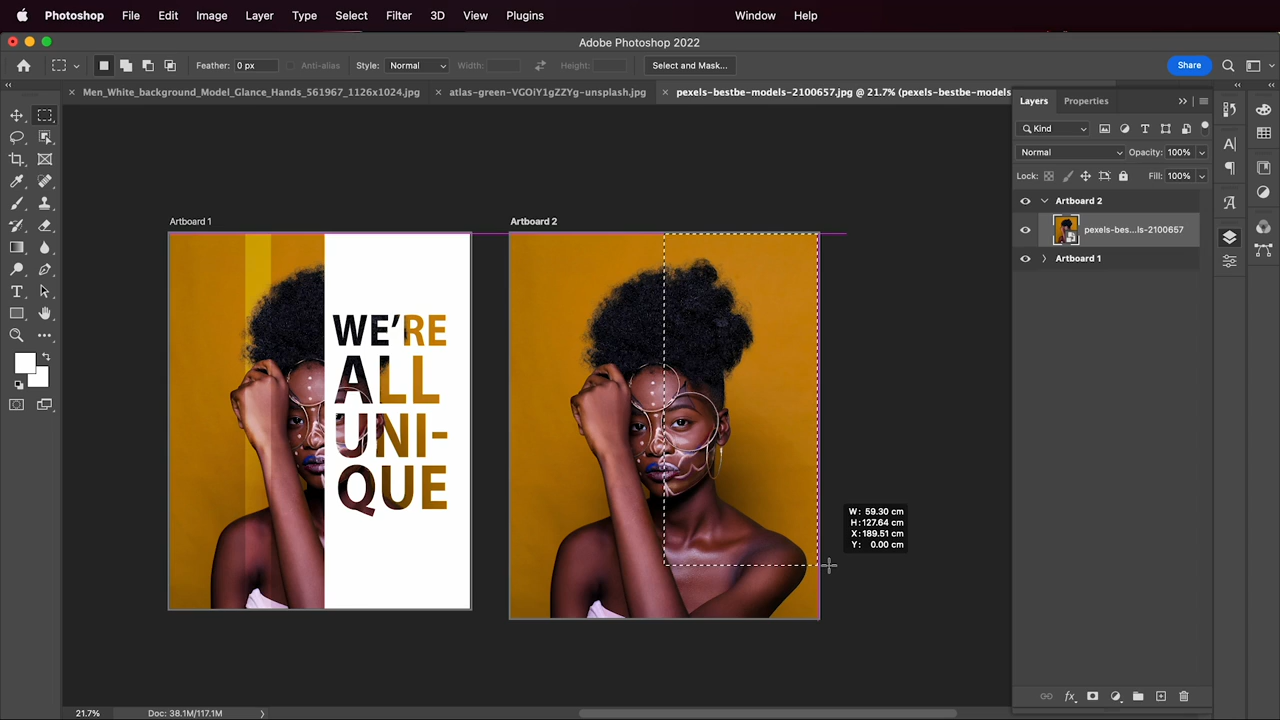 Photoshop File Edit Image Layer Type Select Filter 3D View Plugins Window Help
Adobe Photoshop 2022
Feather: 0 px Anti-alias Style: Normal Width: Height: Select and Mask... Share
Men_White_background_Model_Glance_Hands_561967_1126x1024.jpg atlas-green-VGOiY1gZZYg-unsplash.jpg pexels-bestbe-models-2100657.jpg @ 21.7% (pexels-bestbe-models
Layers Properties
Kind
Normal Opacity: 100%
Lock: Fill: 100%
Artboard 2
pexels-bes...ls-2100657
Artboard 1
Artboard 1
Artboard 2
WE'RE
ALL
UNI-
QUE
W: 59.30 cm
H: 127.64 cm
X: 189.51 cm
Y: 0.00 cm
21.7% Doc: 38.1M/117.1M